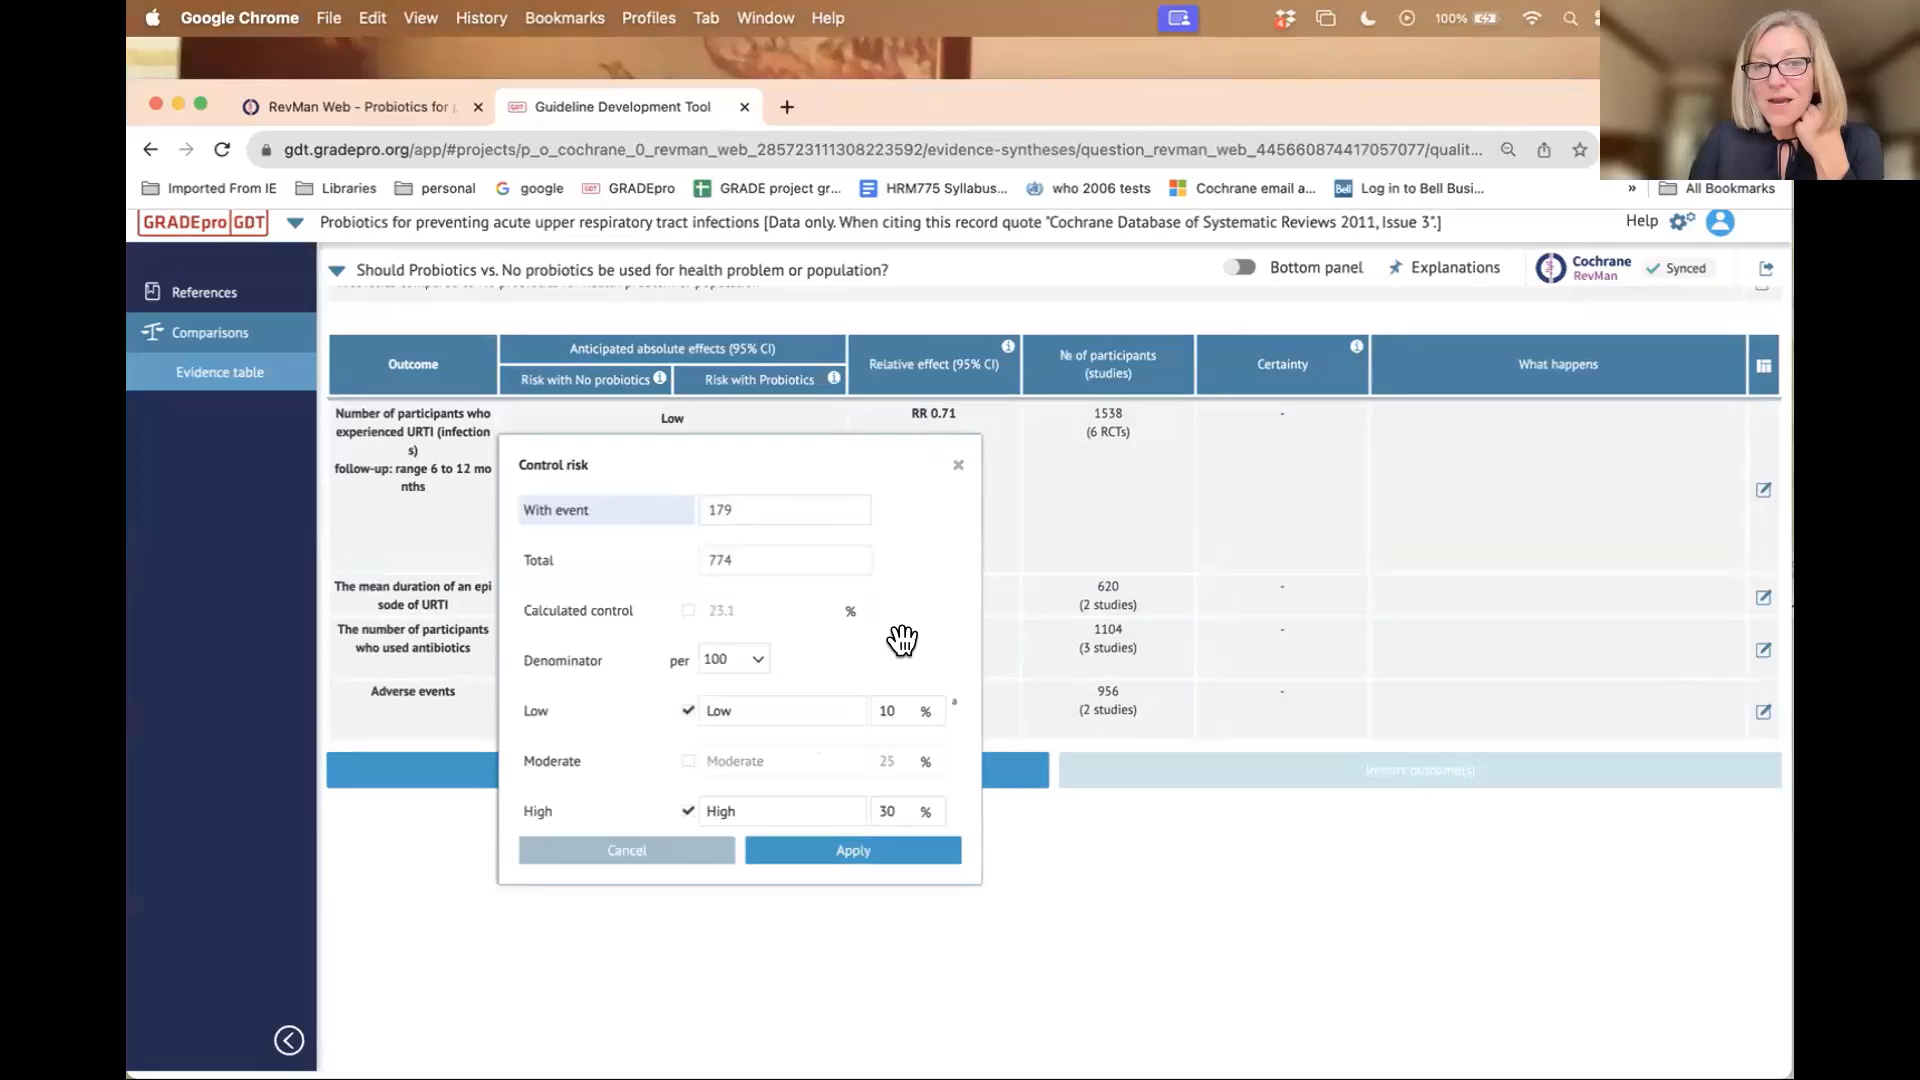 Google Chrome File Edit View History Bookmarks Profiles Tab Window Help
4
100%
RevMan Web - Probiotics for
GDT Guideline Development Tool
gdt.gradepro.org/app/#projects/p_o_cochrane_0_revman_web_285723111308223592/evidence-syntheses/question_revman_web_445660874417057077/qualit...
Imported From IE Libraries personal google GRADEpro GRADE project gr... HRM775 Syllabus... who 2006 tests Cochrane email a... Bell Log in to Bell Busi... » All Bookmarks
GRADEpro GDT Probiotics for preventing acute upper respiratory tract infections [Data only. When citing this record quote "Cochrane Database of Systematic Reviews 2011, Issue 3".] Help
References
Comparisons
Evidence table
Should Probiotics vs. No probiotics be used for health problem or population?
Bottom panel Explanations Cochrane RevMan Synced
Outcome
Anticipated absolute effects (95% CI)
Risk with No probiotics Risk with Probiotics
Relative effect (95% CI)
№ of participants
(studies)
Certainty
What happens
Number of participants who
experienced URTI (infection
s)
follow-up: range 6 to 12 mo
nths
Low
RR 0.71
1538
(6 RCTs)
-
The mean duration of an epi
sode of URTI
620
(2 studies)
-
The number of participants
who used antibiotics
1104
(3 studies)
-
Adverse events
956
(2 studies)
-
Import outcome(s)
Control risk
With event 179
Total 774
Calculated control 23.1 %
Denominator per 100
Low Low 10 % a
Moderate Moderate 25 %
High High 30 %
Cancel Apply